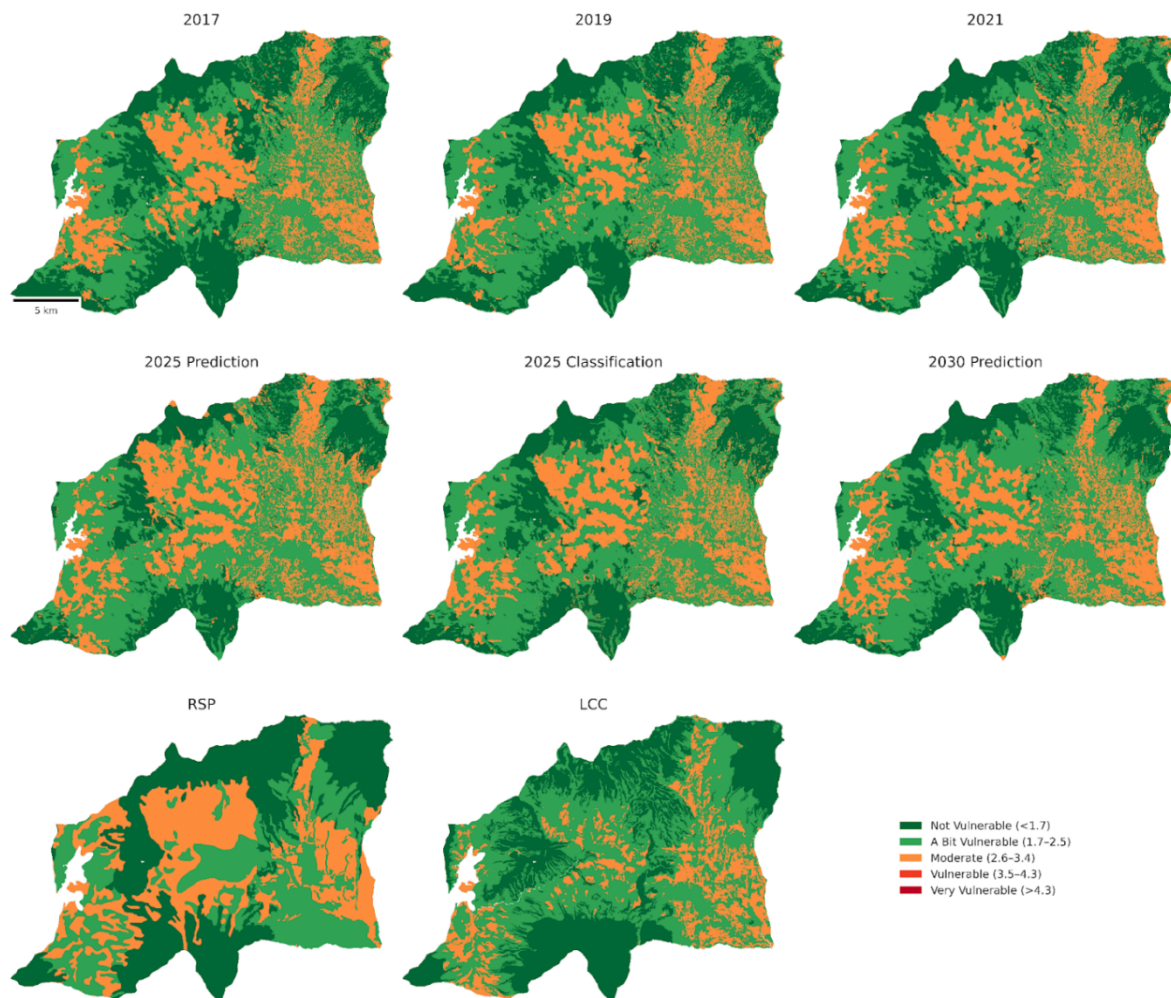 2017
2019
2021
5 km
2025 Prediction
2025 Classification
2030 Prediction
RSP
LCC
Not Vulnerable (<1.7)
A Bit Vulnerable (1.7–2.5)
Moderate (2.6–3.4)
Vulnerable (3.5–4.3)
Very Vulnerable (>4.3)